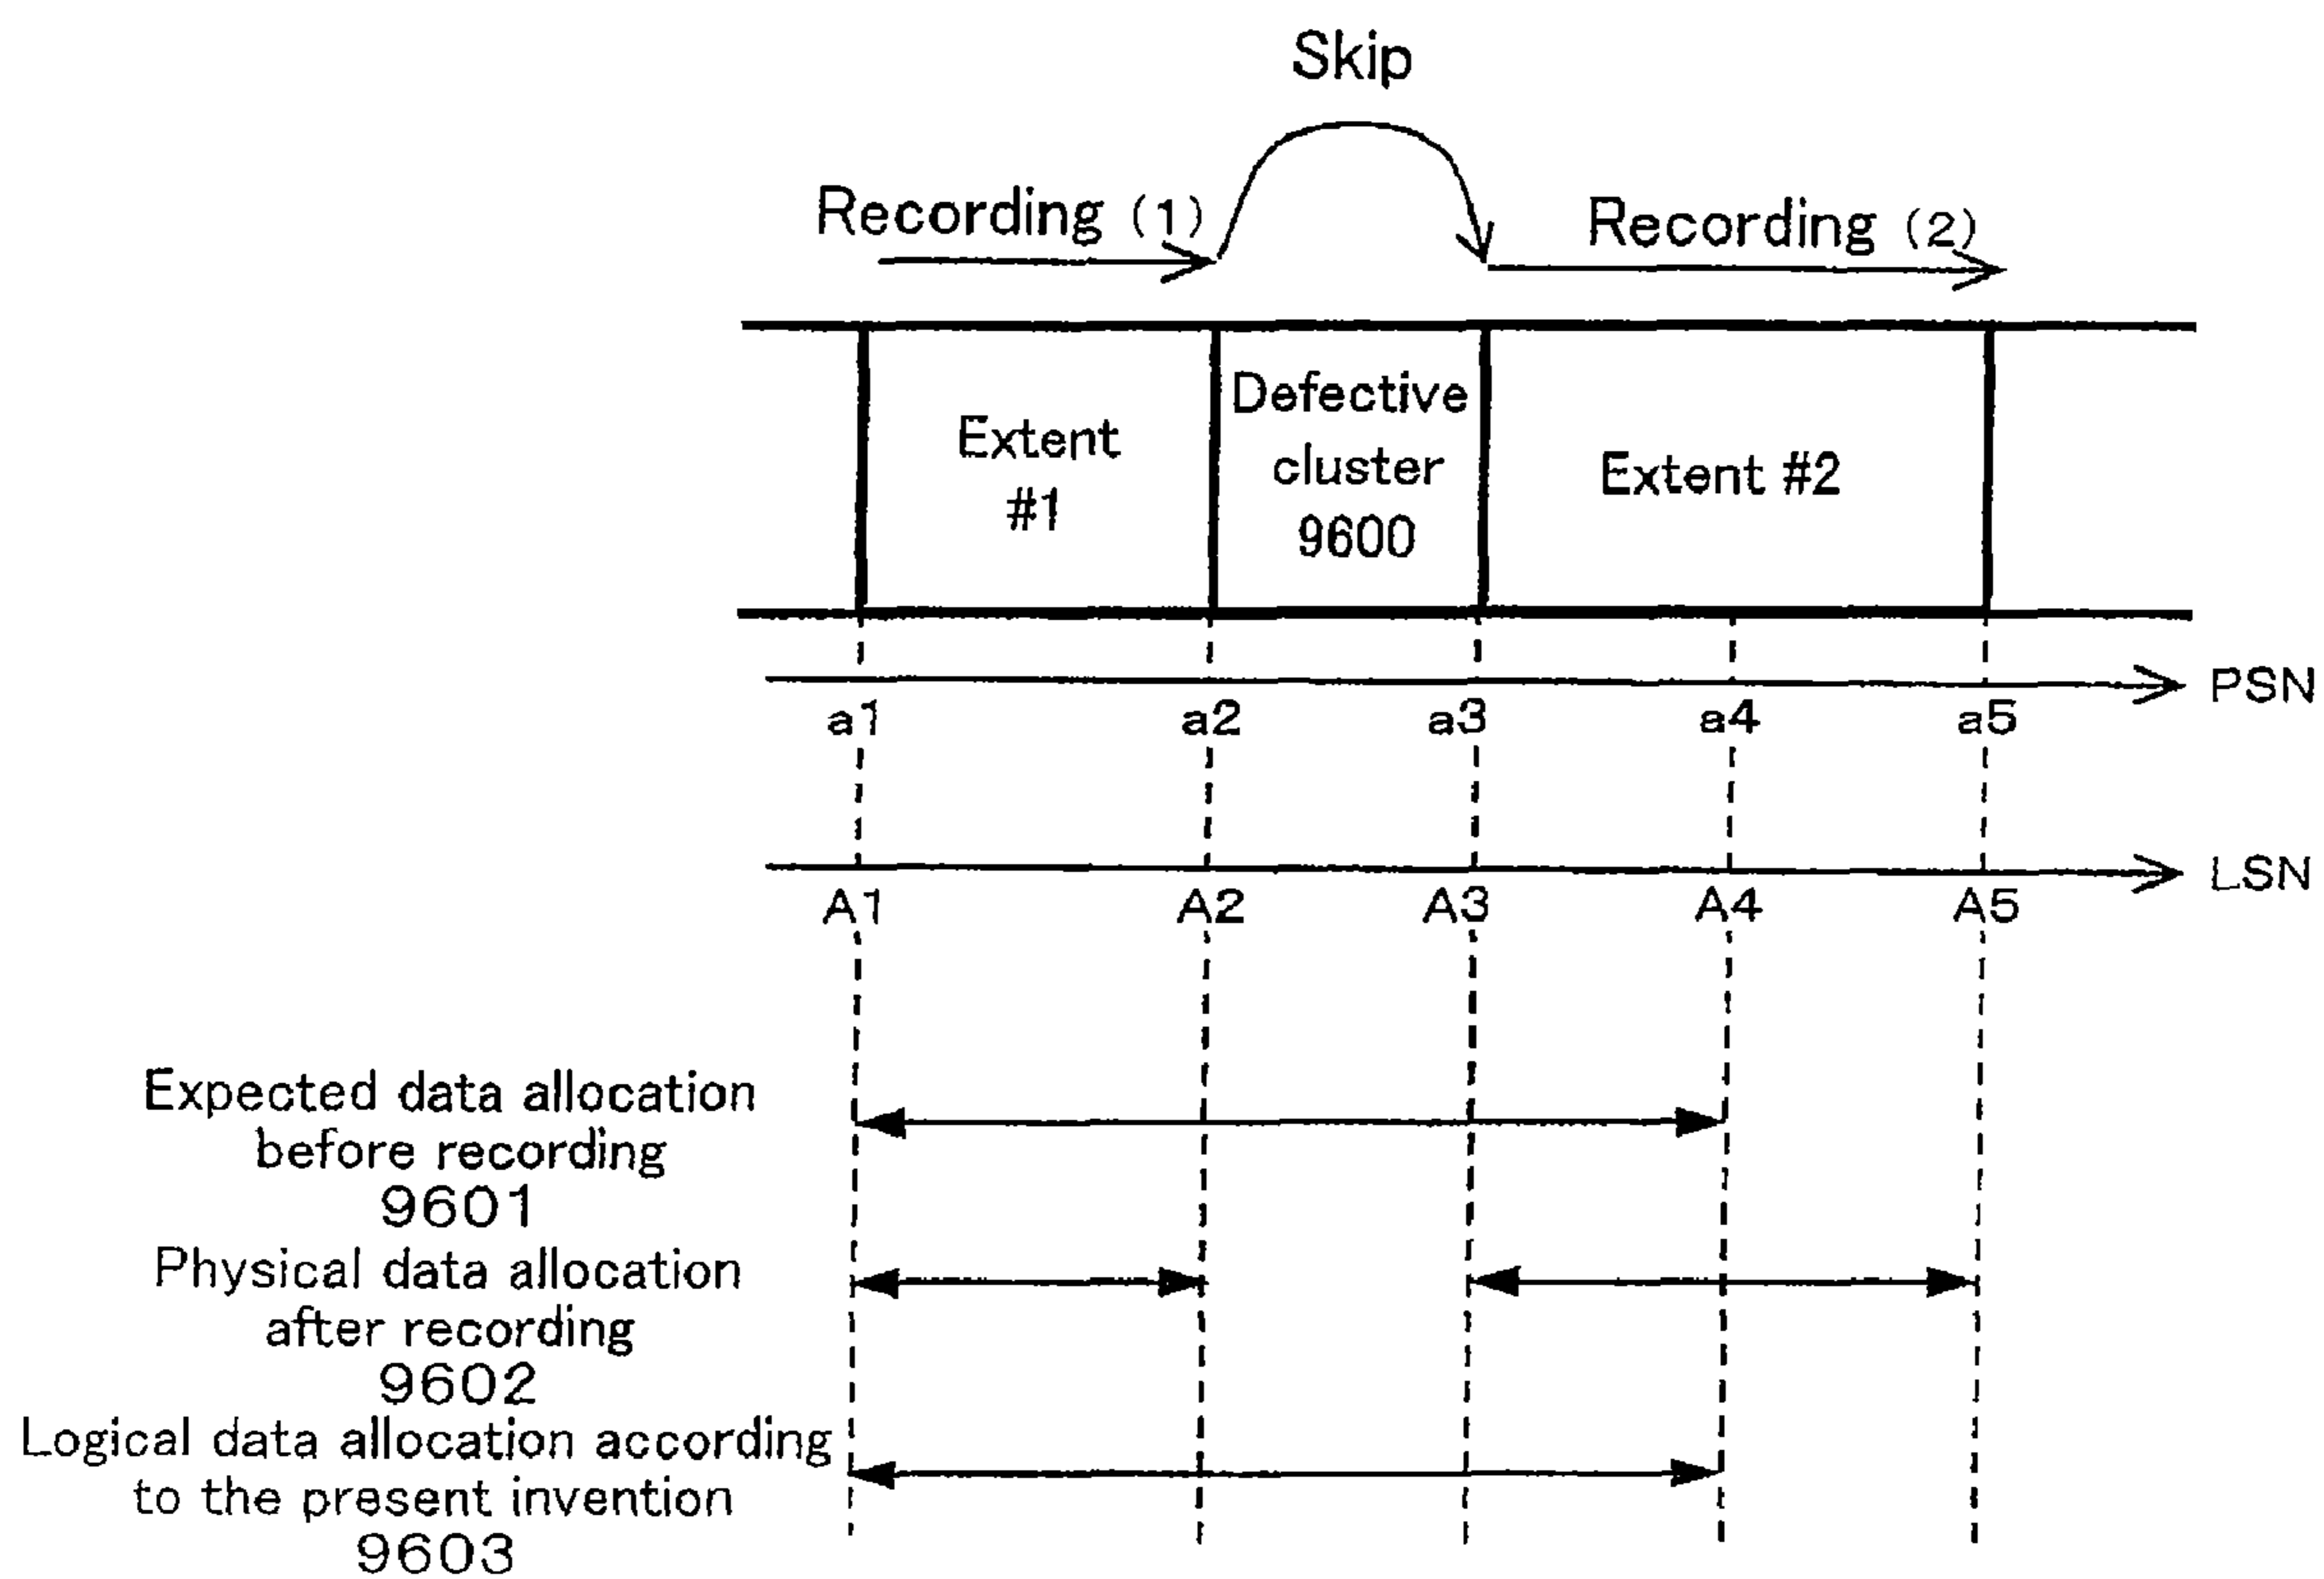 Skip
Recording (1)
Recording (2)
Extent
#1
Defective
cluster
9600
Extent #2
PSN
a1 a2 a3 a4 a5
LSN
A1 A2 A3 A4 A5
Expected data allocation
before recording
9601
Physical data allocation
after recording
9602
Logical data allocation according
to the present invention
9603